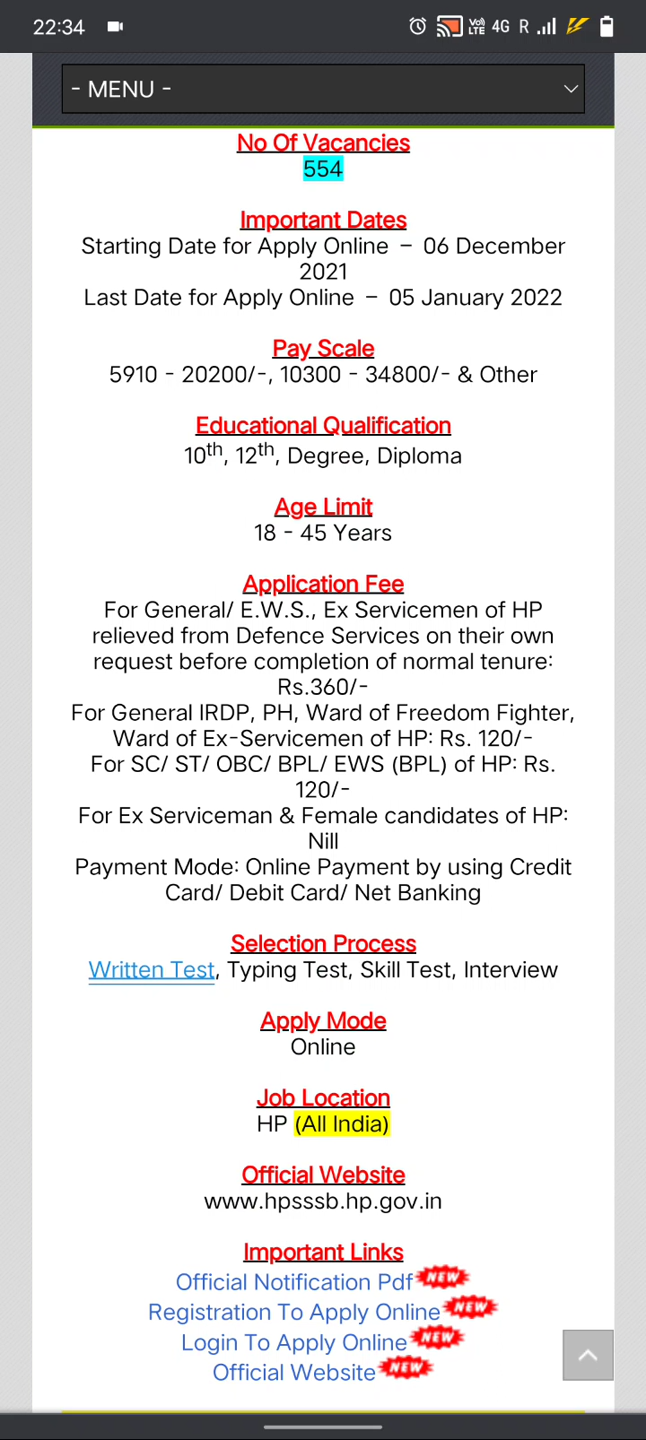 22:34
Vo) LTE 4G R
- MENU -
No Of Vacancies
554
Important Dates
Starting Date for Apply Online – 06 December
2021
Last Date for Apply Online – 05 January 2022
Pay Scale
5910 - 20200/-, 10300 - 34800/- & Other
Educational Qualification
10th, 12th, Degree, Diploma
Age Limit
18 - 45 Years
Application Fee
For General/ E.W.S., Ex Servicemen of HP
relieved from Defence Services on their own
request before completion of normal tenure:
Rs.360/-
For General IRDP, PH, Ward of Freedom Fighter,
Ward of Ex-Servicemen of HP: Rs. 120/-
For SC/ ST/ OBC/ BPL/ EWS (BPL) of HP: Rs.
120/-
For Ex Serviceman & Female candidates of HP:
Nill
Payment Mode: Online Payment by using Credit
Card/ Debit Card/ Net Banking
Selection Process
Written Test, Typing Test, Skill Test, Interview
Apply Mode
Online
Job Location
HP (All India)
Official Website
www.hpsssb.hp.gov.in
Important Links
Official Notification Pdf NEW
Registration To Apply Online NEW
Login To Apply Online NEW
Official Website NEW